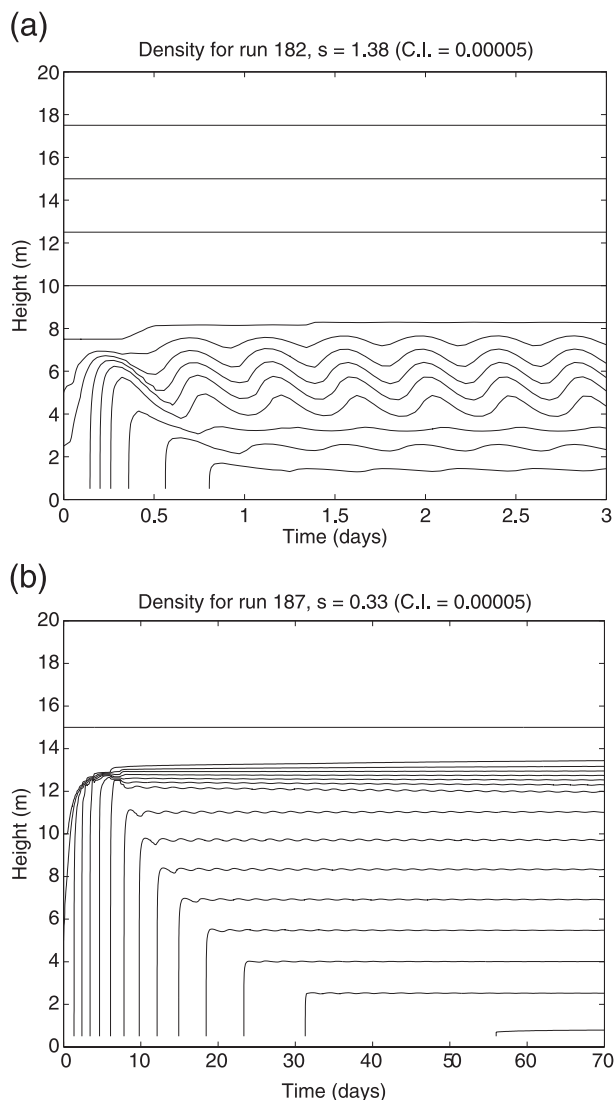 (a)
Density for run 182, s = 1.38 (C.I. = 0.00005)
20
18
16
14
12
10
8
6
4
2
0
Height (m)
0 0.5 1 1.5 2 2.5 3
Time (days)
(b)
Density for run 187, s = 0.33 (C.I. = 0.00005)
20
18
16
14
12
10
8
6
4
2
0
Height (m)
0 10 20 30 40 50 60 70
Time (days)